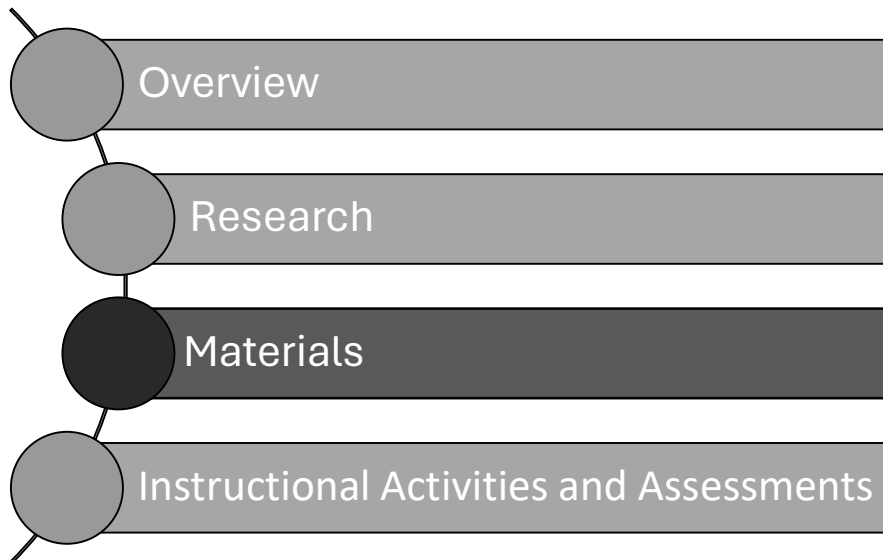 Overview
Research
Materials
Instructional Activities and Assessments